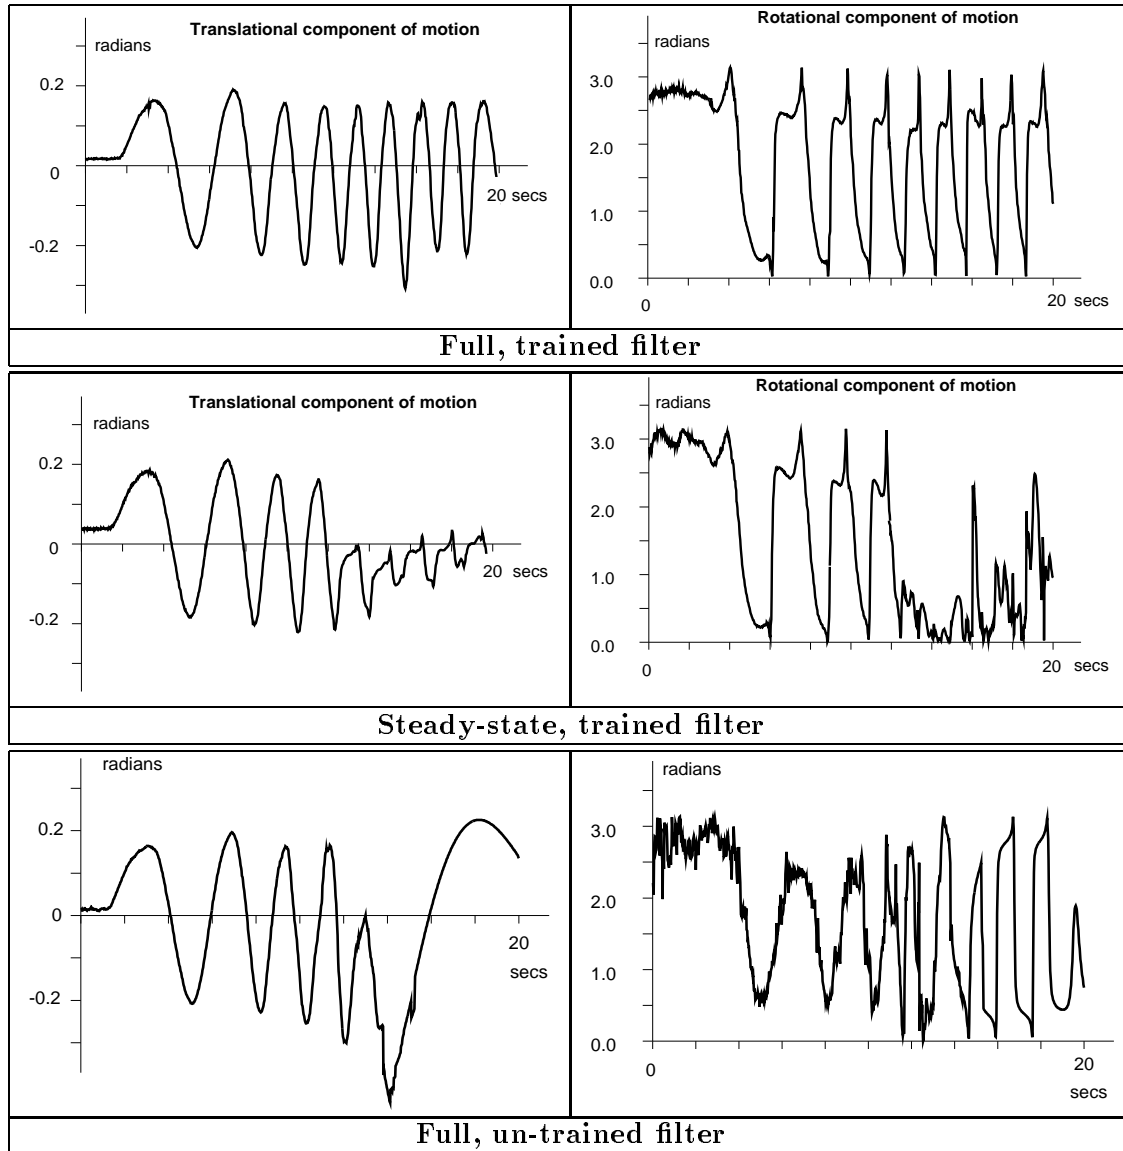 Translational component of motion
radians
0.2
0
-0.2
20 secs
Rotational component of motion
radians
3.0
2.0
1.0
0.0
0
20 secs
Full, trained filter
Translational component of motion
radians
0.2
0
-0.2
20 secs
Rotational component of motion
radians
3.0
2.0
1.0
0.0
0
20 secs
Steady-state, trained filter
radians
0.2
0
-0.2
20
secs
radians
3.0
2.0
1.0
0.0
0
20
secs
Full, un-trained filter